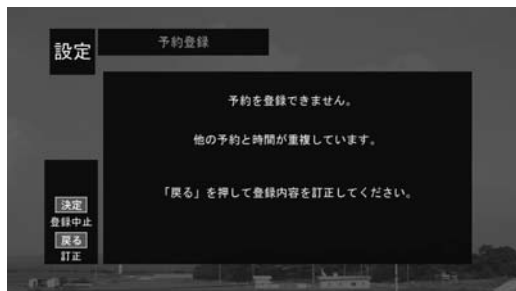 設定
予約登録
予約を登録できません。
他の予約と時間が重複しています。
「戻る」を押して登録内容を訂正してください。
決定
登録中止
戻る
訂正